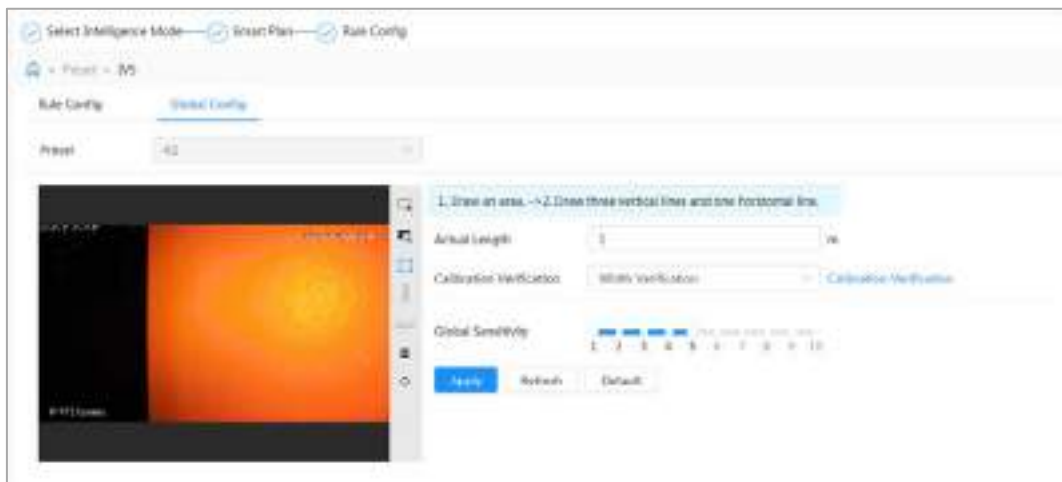 Select Intelligence Mode Smart Plan Rule Config
Preset > IVS
Rule Config Global Config
Preset
1. Draw an area. -->2.Draw three vertical lines and one horizontal line.
Actual Length m
Calibration Verification Width Verification Calibration Verification
Global Sensitivity
1 2 3 4 5 6 7 8 9 10
Apply Refresh Default